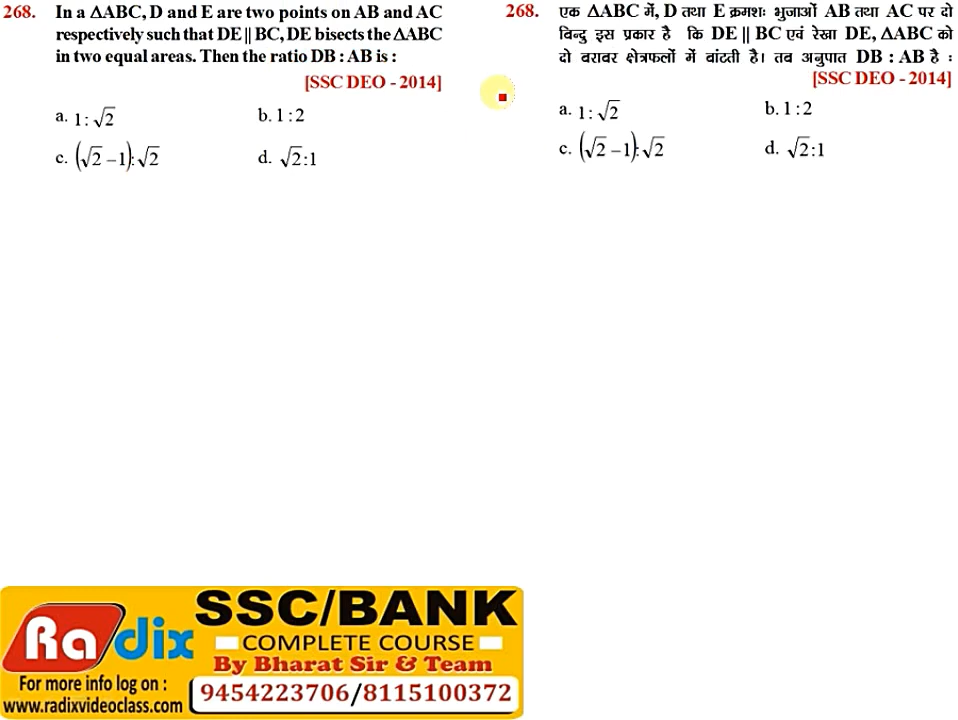 268. In a ΔABC, D and E are two points on AB and AC
respectively such that DE || BC, DE bisects the ΔABC
in two equal areas. Then the ratio DB : AB is :
[SSC DEO - 2014]
a. 1: √2 b. 1 : 2
c. (√2 – 1):√2 d. √2:1
268. एक ΔABC में, D तथा E क्रमशः भुजाओं AB तथा AC पर दो
विन्दु इस प्रकार है कि DE || BC एवं रेखा DE, ΔABC को
दो बराबर क्षेत्रफलों में बांटती है। तब अनुपात DB : AB है :
[SSC DEO - 2014]
a. 1: √2 b. 1 : 2
c. (√2 – 1):√2 d. √2:1
Radix
SSC/BANK
COMPLETE COURSE
By Bharat Sir & Team
For more info log on :
www.radixvideoclass.com
9454223706/8115100372